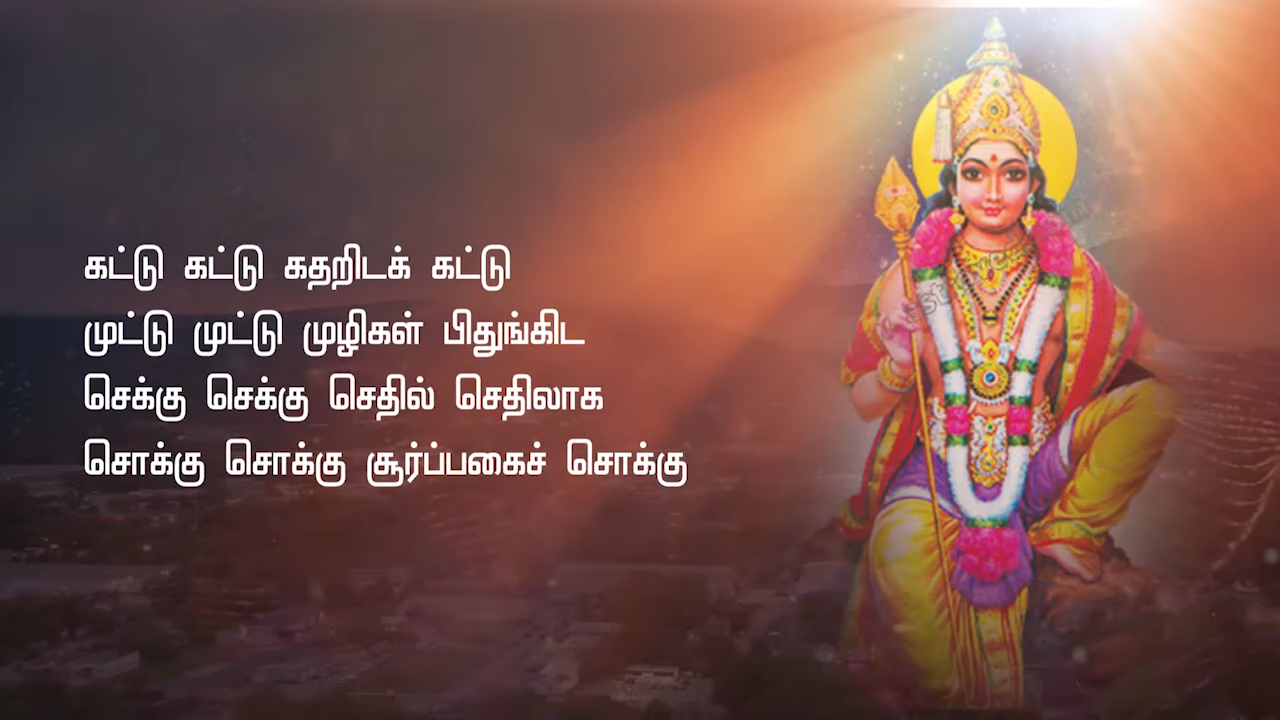 கட்டு கட்டு கதறிடக் கட்டு
முட்டு முட்டு முழிகள் பிதுங்கிட
செக்கு செக்கு செதில் செதிலாக
சொக்கு சொக்கு சூர்ப்பகைச் சொக்கு